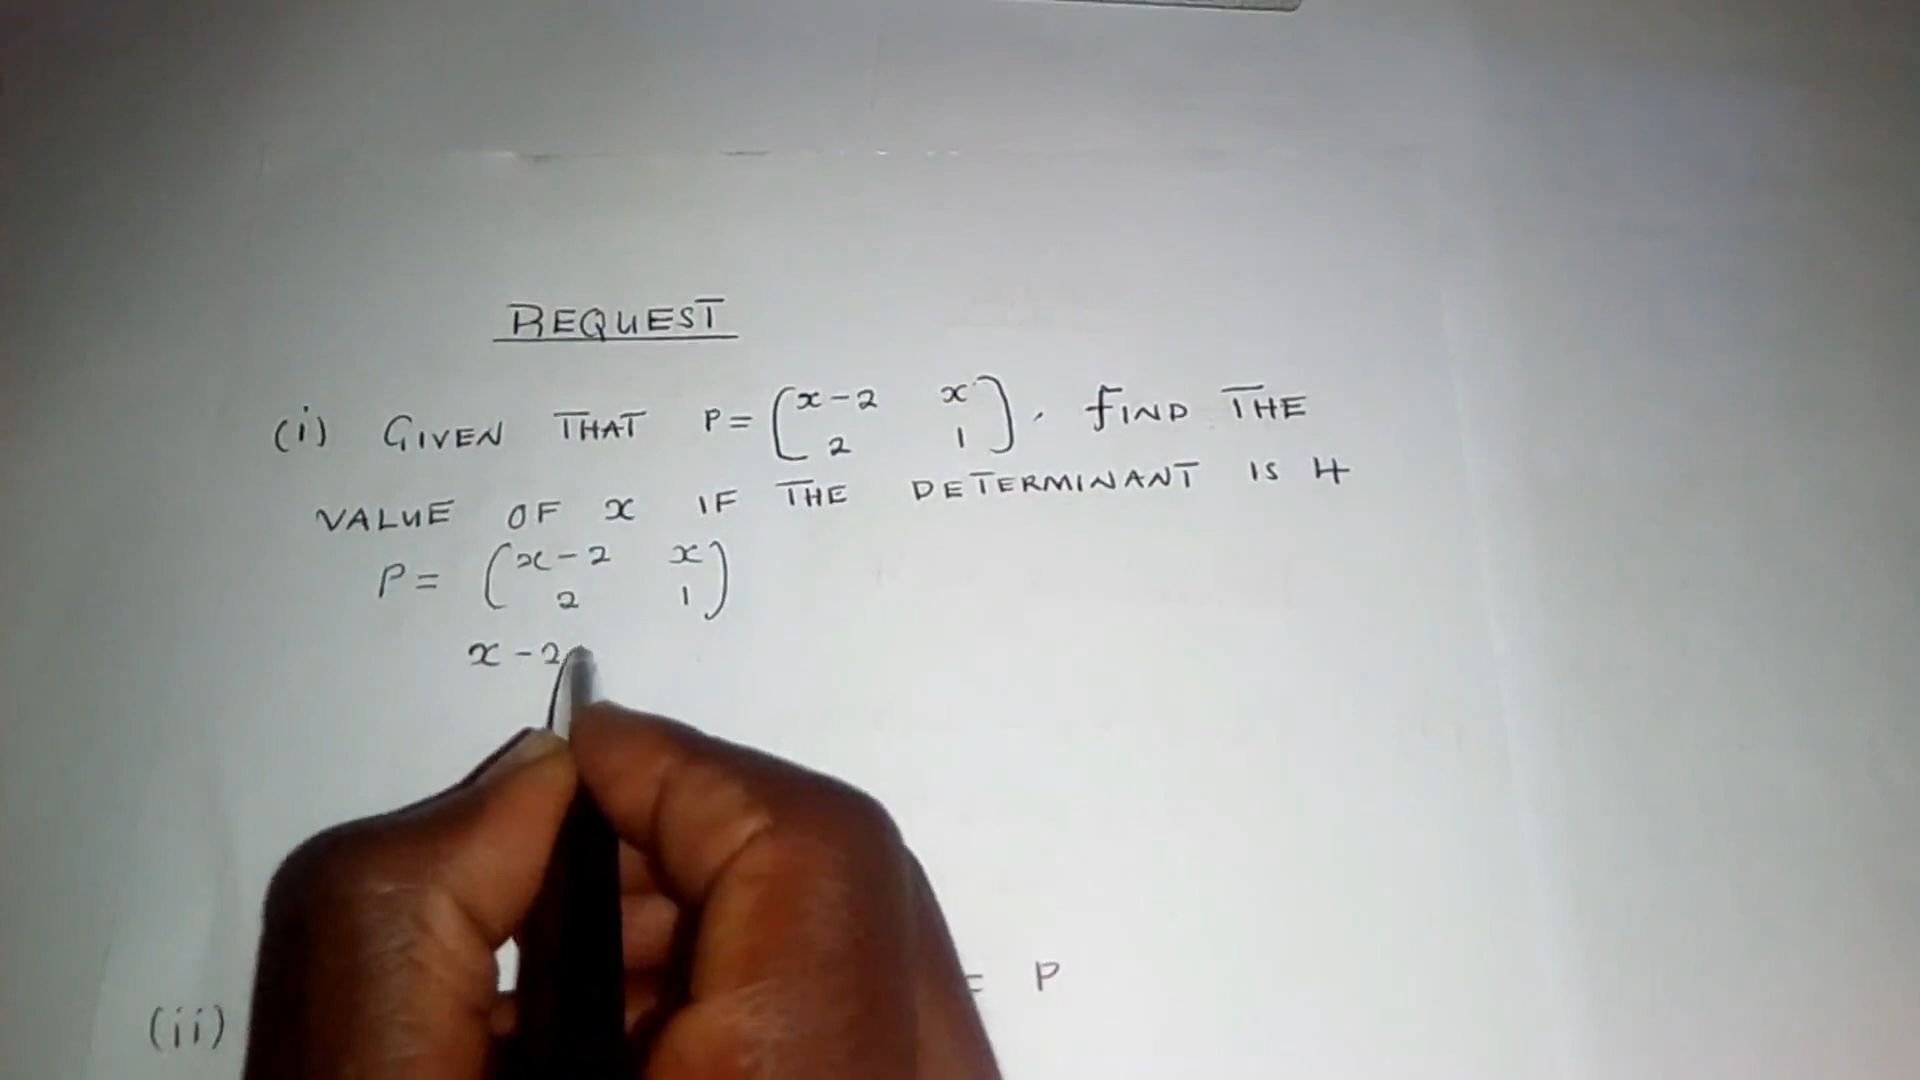 REQUEST
(i) GIVEN THAT P = (x-2 x
2 1). FIND THE
VALUE OF x IF THE DETERMINANT IS 4
P = (x-2 x
2 1)
x-2
(ii) = P